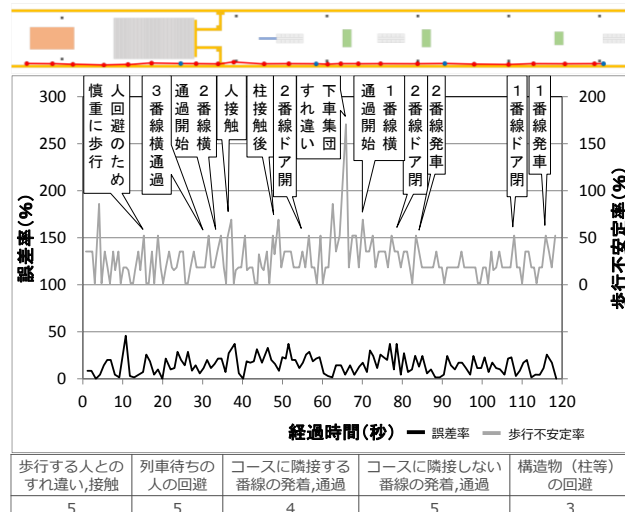 人回避のため
慎重に歩行
３番線横通過
２番線横
通過開始
人接触
柱接触後
２番線ドア開
下車集団
すれ違い
１番線横
通過開始
２番線ドア閉
２番線発車
１番線ドア閉
１番線発車
誤差率(%)
300
250
200
150
100
50
0
歩行不安定率(%)
200
150
100
50
0
0 10 20 30 40 50 60 70 80 90 100 110 120
経過時間(秒)
誤差率 歩行不安定率
歩行する人との
すれ違い,接触
列車待ちの
人の回避
コースに隣接する
番線の発着,通過
コースに隣接しない
番線の発着,通過
構造物（柱等）
の回避
5 5 4 5 3